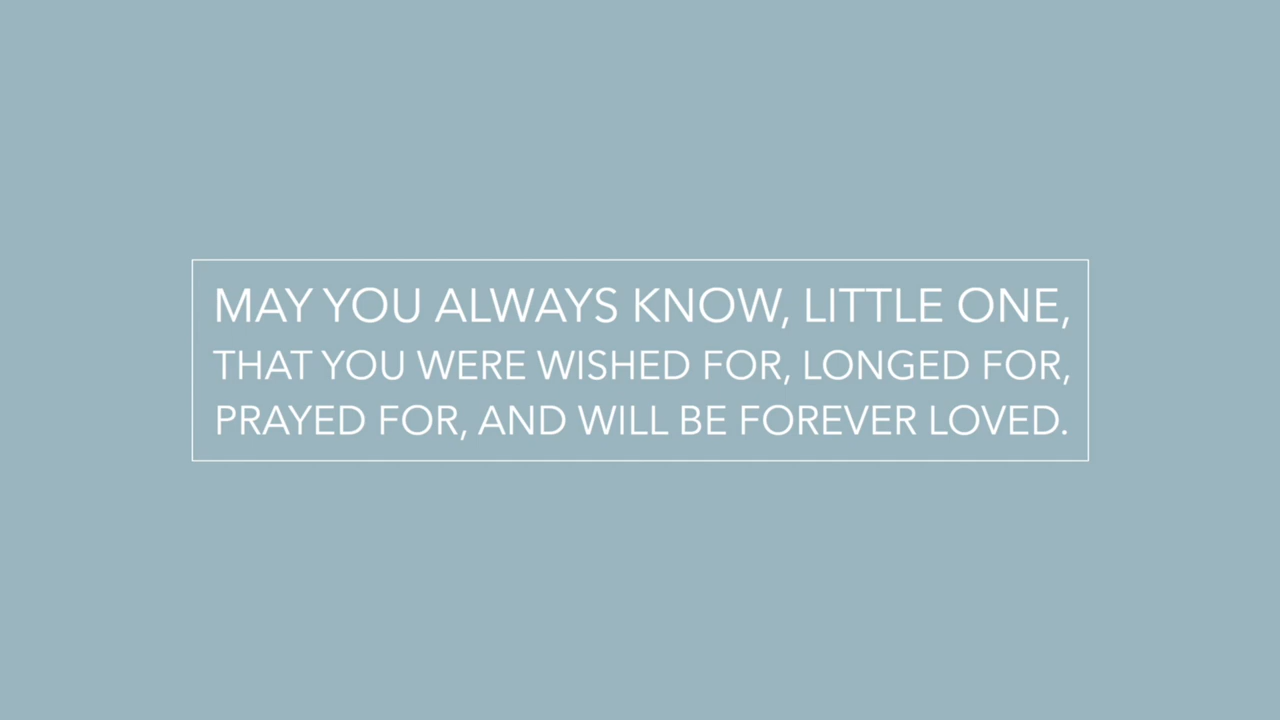 MAY YOU ALWAYS KNOW, LITTLE ONE,
THAT YOU WERE WISHED FOR, LONGED FOR,
PRAYED FOR, AND WILL BE FOREVER LOVED.